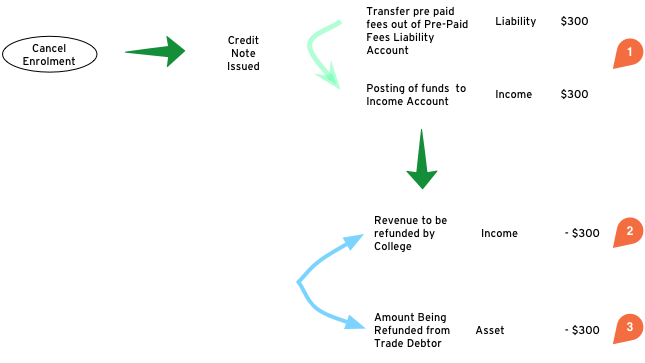 Cancel
Enrolment
Credit
Note
Issued
Transfer pre paid
fees out of Pre-Paid
Fees Liability
Account
Liability
$300
1
Posting of funds to
Income Account
Income
$300
Revenue to be
refunded by
College
Income
- $300
2
Amount Being
Refunded from
Trade Debtor
Asset
- $300
3